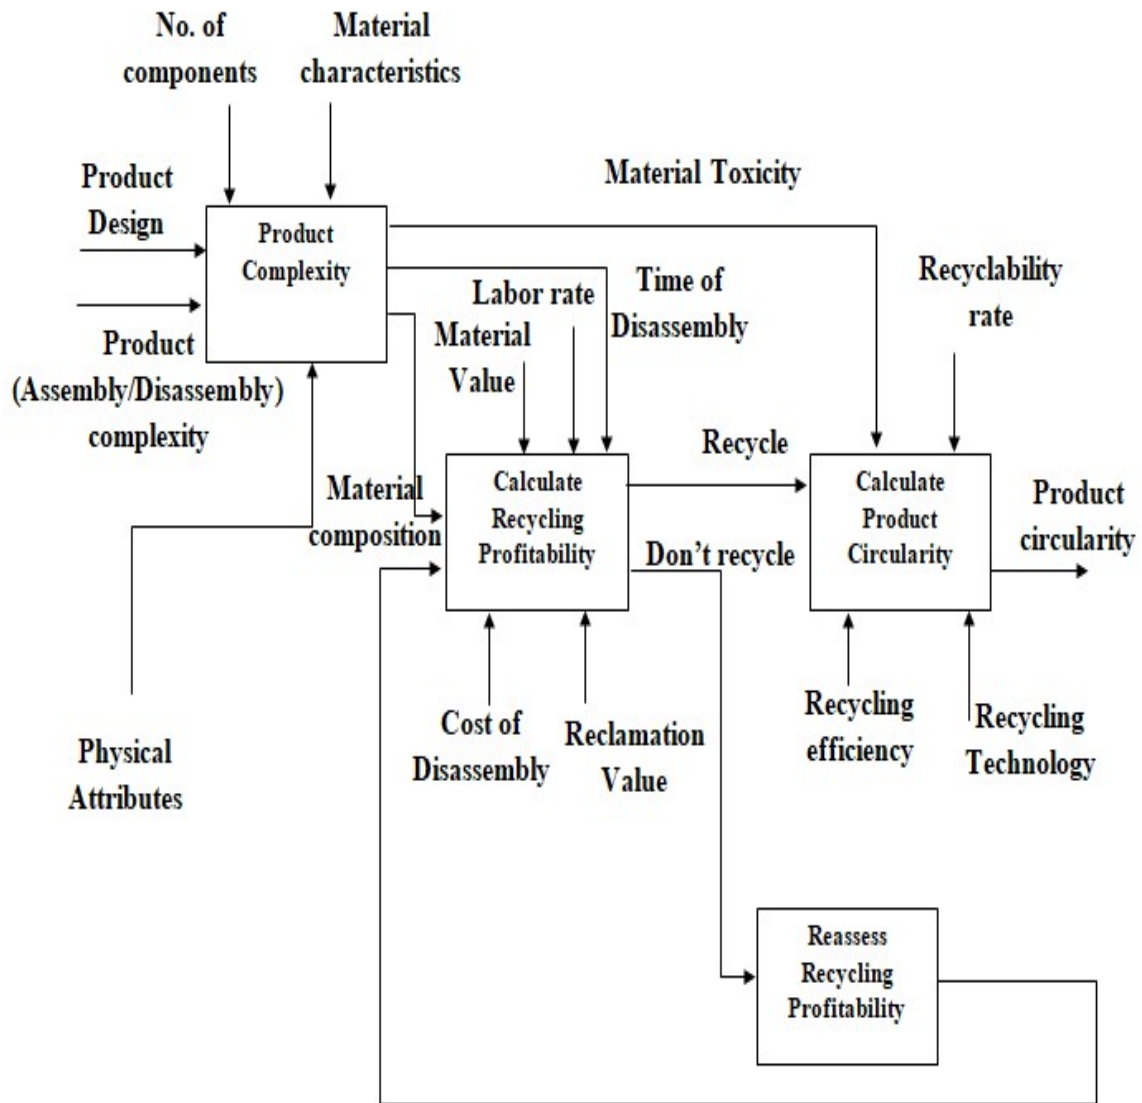 No. of
components
Material
characteristics
Product
Design
Product
Complexity
Material Toxicity
Product
(Assembly/Disassembly)
complexity
Labor rate
Material
Value
Time of
Disassembly
Recyclability
rate
Material
composition
Calculate
Recycling
Profitability
Recycle
Don’t recycle
Calculate
Product
Circularity
Product
circularity
Physical
Attributes
Cost of
Disassembly
Reclamation
Value
Recycling
efficiency
Recycling
Technology
Reassess
Recycling
Profitability